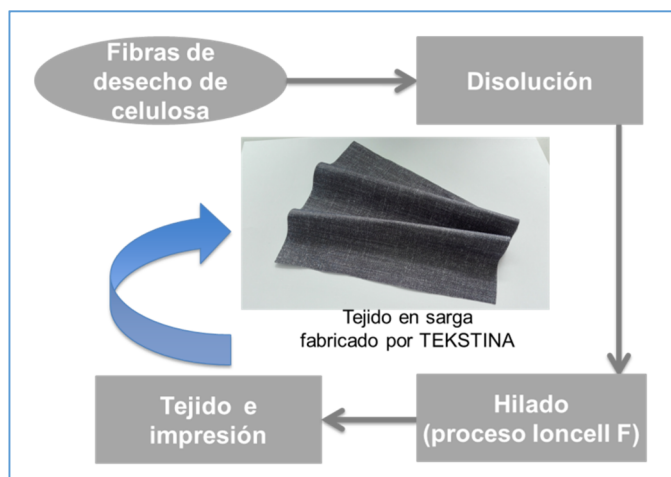 Fibras de
desecho de
celulosa
Disolución
Tejido en sarga
fabricado por TEKSTINA
Tejido e
impresión
Hilado
(proceso Ioncell F)